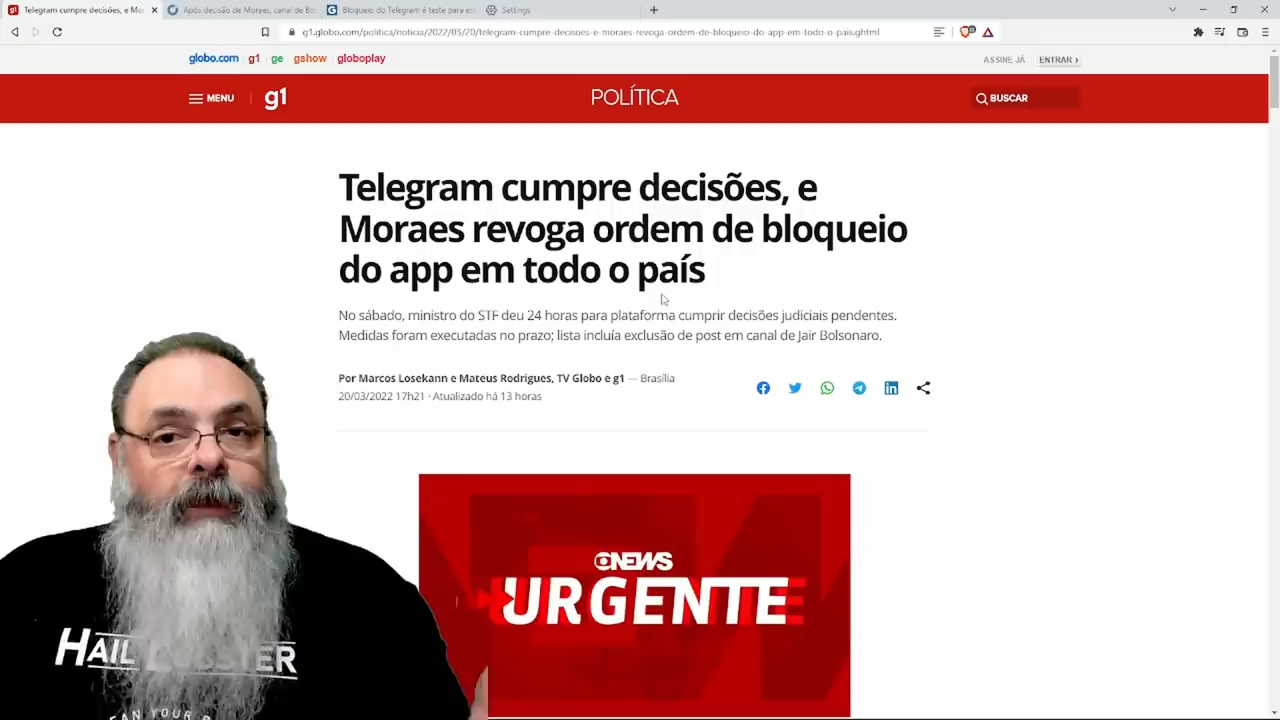 Telegram cumpre decisões, e Mo
Após decisão de Moraes, canal de Bo
Bloqueio do Telegram é teste para es
Settings
g1.globo.com/politica/noticia/2022/03/20/telegram-cumpre-decisoes-e-moraes-revoga-ordem-de-bloqueio-do-app-em-todo-o-pais.ghtml
globo.com g1 ge gshow globoplay
ASSINE JÁ ENTRAR ›
MENU g1 POLÍTICA BUSCAR
Telegram cumpre decisões, e
Moraes revoga ordem de bloqueio
do app em todo o país
No sábado, ministro do STF deu 24 horas para plataforma cumprir decisões judiciais pendentes.
Medidas foram executadas no prazo; lista incluía exclusão de post em canal de Jair Bolsonaro.
Por Marcos Losekann e Mateus Rodrigues, TV Globo e g1 — Brasília
20/03/2022 17h21 · Atualizado há 13 horas
NEWS
URGENTE
HAIL
YOUR